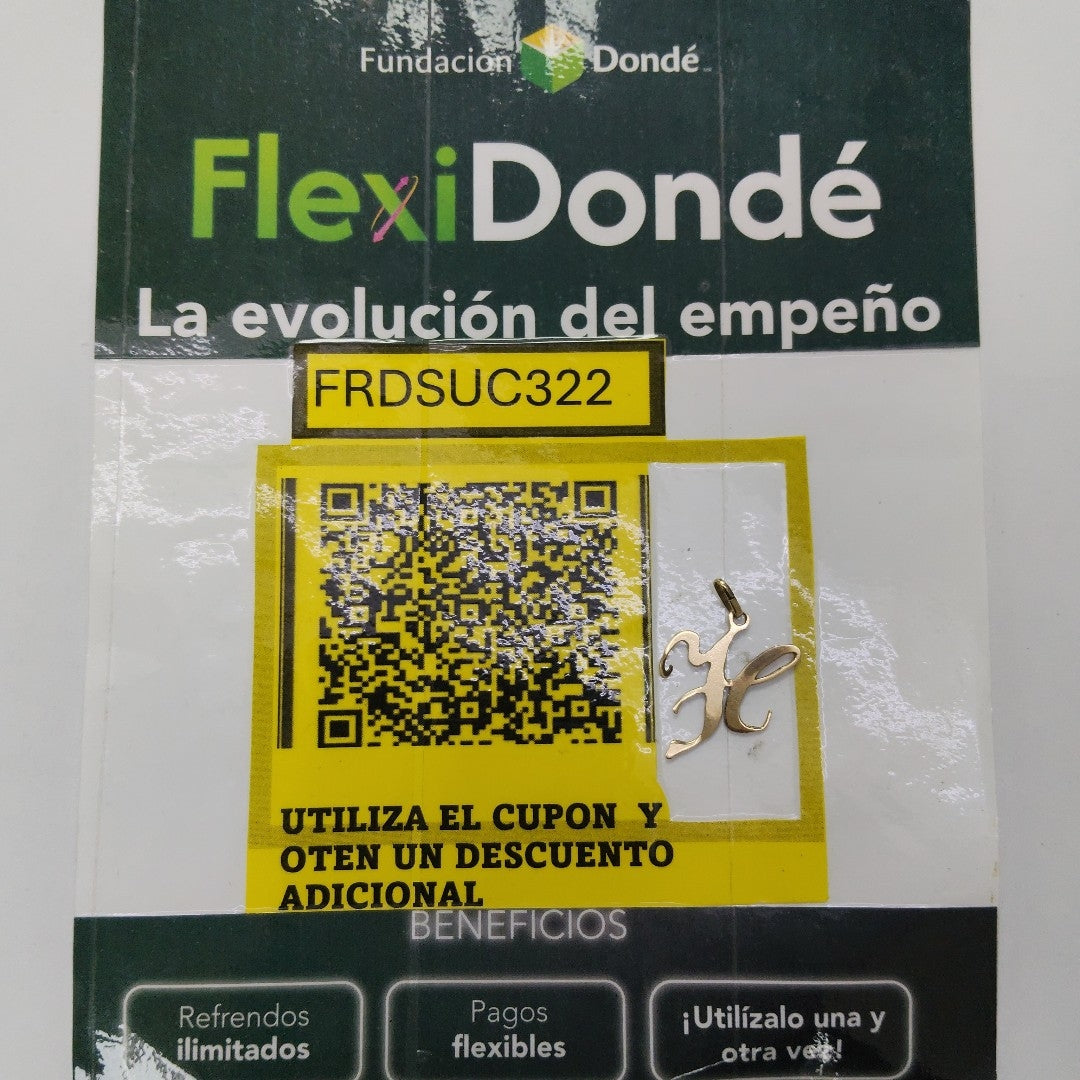 Fundación Dondé
FlexiDondé
La evolución del empeño
FRDSUC322
UTILIZA EL CUPON Y
OTEN UN DESCUENTO
ADICIONAL
BENEFICIOS
Refrendos
ilimitados
Pagos
flexibles
¡Utilízalo una y
otra vez!
H